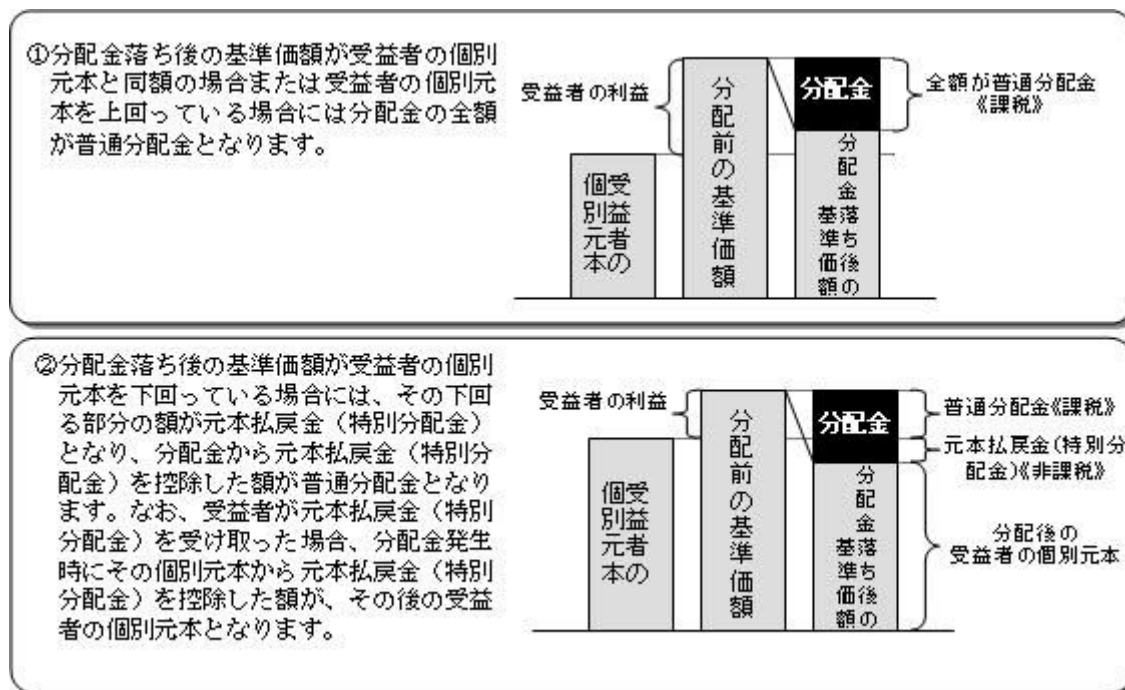 ①分配金落ち後の基準価額が受益者の個別
元本と同額の場合または受益者の個別元
本を上回っている場合には分配金の全額
が普通分配金となります。
受益者の利益
受益者の
個別元本
分配前の基準価額
分配金
分配金落ち後の
基準価額
全額が普通分配金
《課税》
②分配金落ち後の基準価額が受益者の個別
元本を下回っている場合には、その下回
る部分の額が元本払戻金（特別分配金）
となり、分配金から元本払戻金（特別分
配金）を控除した額が普通分配金となり
ます。なお、受益者が元本払戻金（特別
分配金）を受け取った場合、分配金発生
時にその個別元本から元本払戻金（特別
分配金）を控除した額が、その後の受益
者の個別元本となります。
受益者の利益
受益者の
個別元本
分配前の基準価額
分配金
分配金落ち後の
基準価額
普通分配金《課税》
元本払戻金(特別分
配金)《非課税》
分配後の
受益者の個別元本